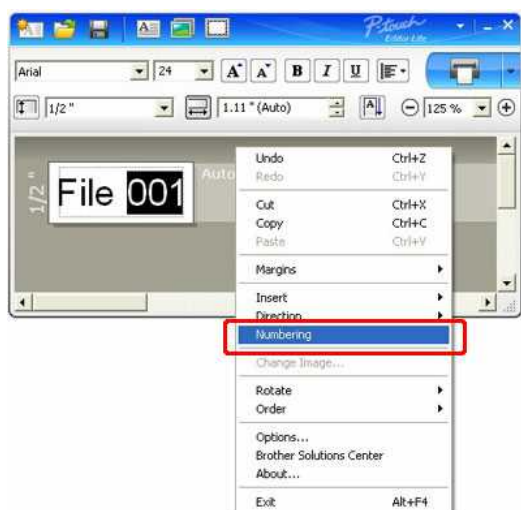 P-touch
Editor Lite
Arial 24 A A B I U
1/2 " 1.11 " (Auto) A 125 %
1/2 " File 001 Auto
Undo Ctrl+Z
Redo Ctrl+Y
Cut Ctrl+X
Copy Ctrl+C
Paste Ctrl+V
Margins
Insert
Direction
Numbering
Change Image...
Rotate
Order
Options...
Brother Solutions Center
About...
Exit Alt+F4